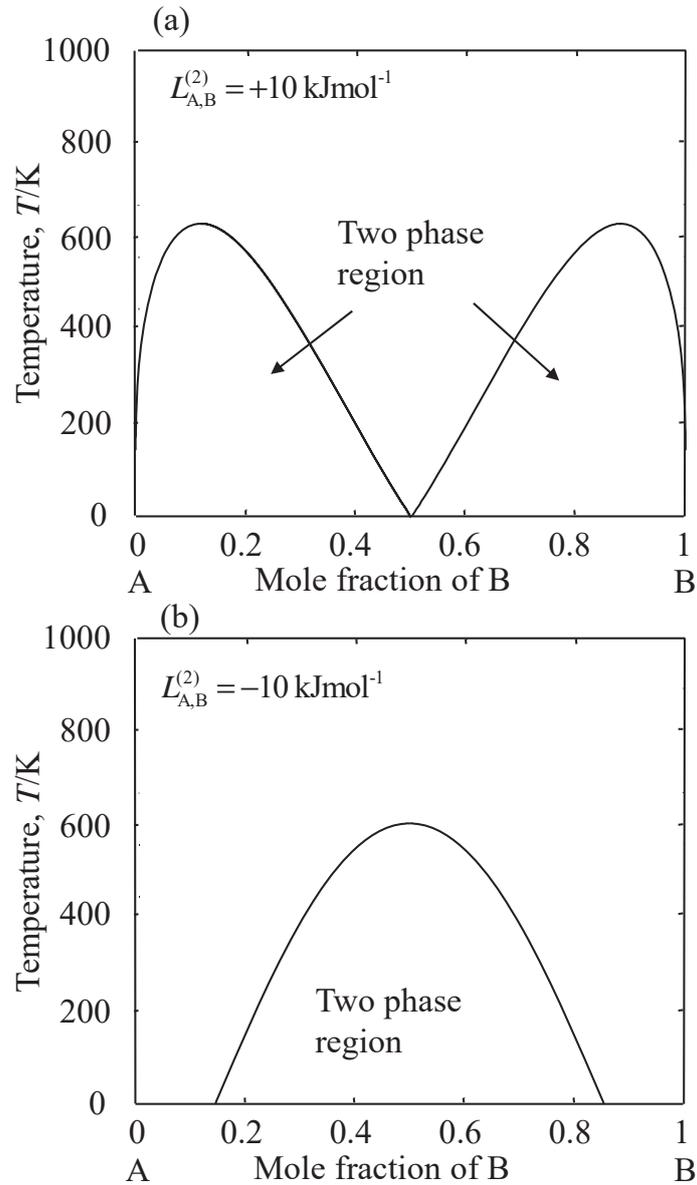 (a)
1000
L_{A,B}^{(2)} = +10 kJmol^{-1}
800
600
400
200
0
Two phase
region
Temperature, T/K
0 0.2 0.4 0.6 0.8 1
A Mole fraction of B B
(b)
1000
L_{A,B}^{(2)} = −10 kJmol^{-1}
800
600
400
200
0
Two phase
region
Temperature, T/K
0 0.2 0.4 0.6 0.8 1
A Mole fraction of B B